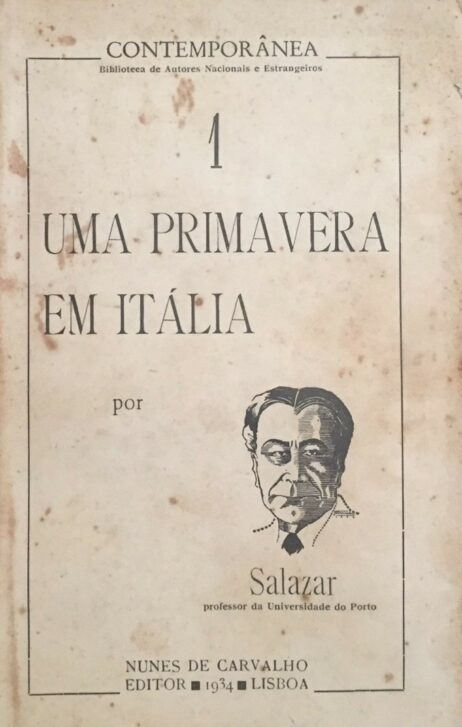 CONTEMPORÂNEA
Biblioteca de Autores Nacionais e Estrangeiros
1
UMA PRIMAVERA
EM ITÁLIA
por
Salazar
professor da Universidade do Porto
NUNES DE CARVALHO
EDITOR ■ 1934 ■ LISBOA